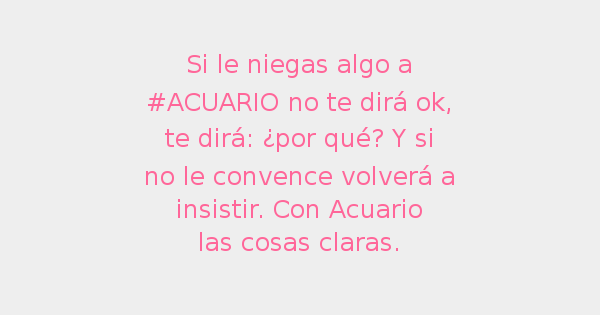 Si le niegas algo a
#ACUARIO no te dirá ok,
te dirá: ¿por qué? Y si
no le convence volverá a
insistir. Con Acuario
las cosas claras.